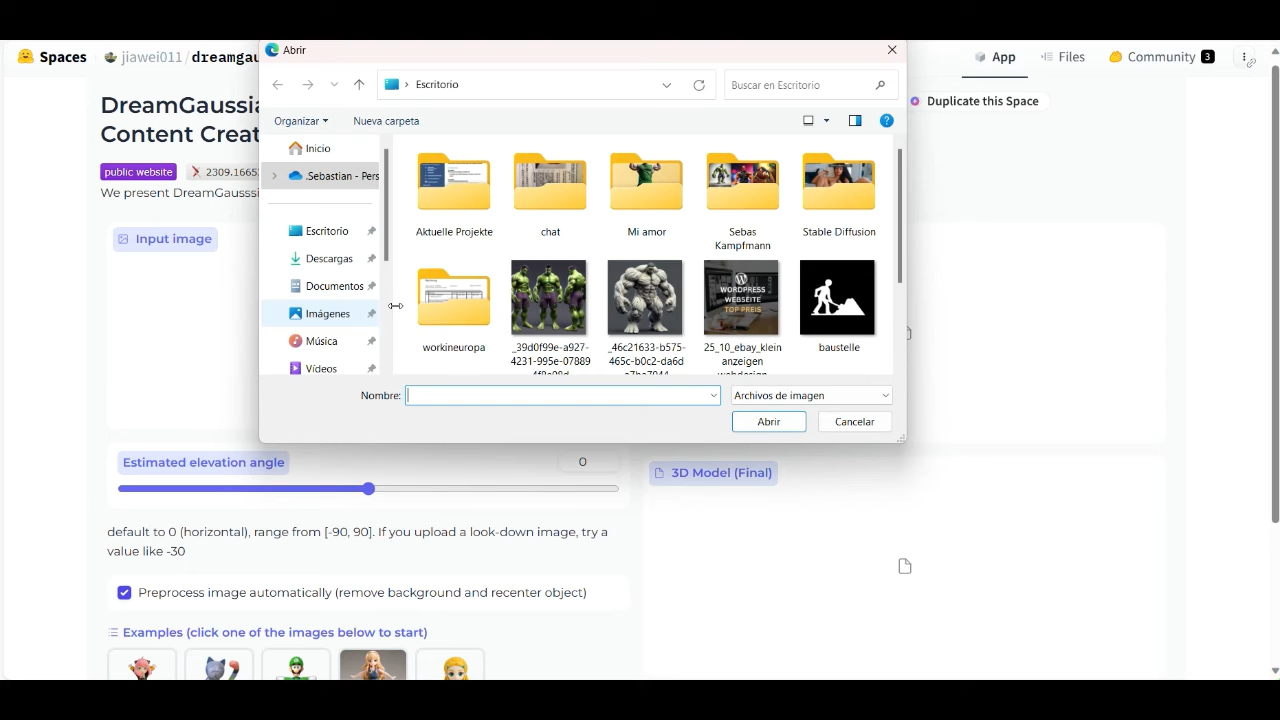 Spaces
jiawei011/dreamgau
App
Files
Community 3
DreamGaussia
Content Creat
Duplicate this Space
public website
2309.1665
We present DreamGausssi
Input image
Abrir
Escritorio
Buscar en Escritorio
Organizar
Nueva carpeta
Inicio
.Sebastian - Pers
Escritorio
Descargas
Documentos
Imágenes
Música
Vídeos
Aktuelle Projekte
chat
Mi amor
Sebas
Kampfmann
Stable Diffusion
WORDPRESS
WEBSEITE
TOP PREIS
workineuropa
_39d0f99e-a927-
4231-995e-07889
_46c21633-b575-
465c-b0c2-da6d
25_10_ebay_klein
anzeigen
baustelle
Nombre:
Archivos de imagen
Abrir
Cancelar
Estimated elevation angle
0
default to 0 (horizontal), range from [-90, 90]. If you upload a look-down image, try a
value like -30
Preprocess image automatically (remove background and recenter object)
Examples (click one of the images below to start)
3D Model (Final)